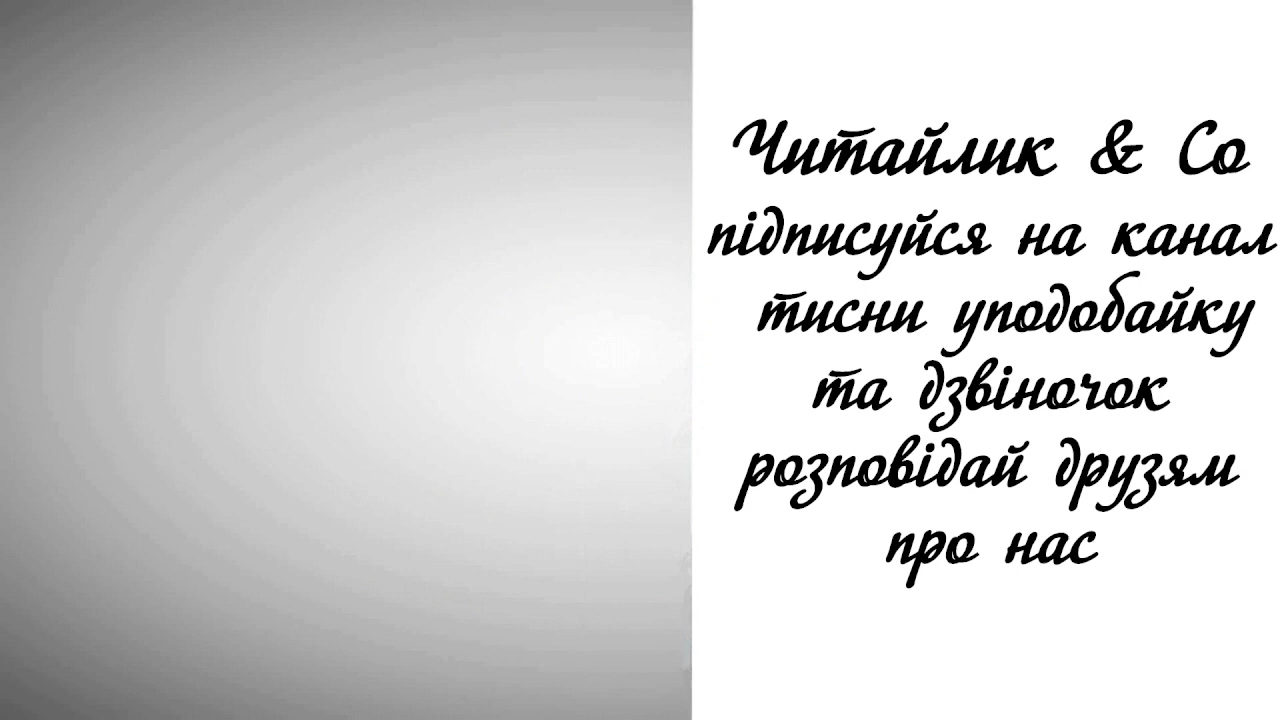 Читайлик & Co
підписуйся на канал
тисни уподобайку
та дзвіночок
розповідай друзям
про нас